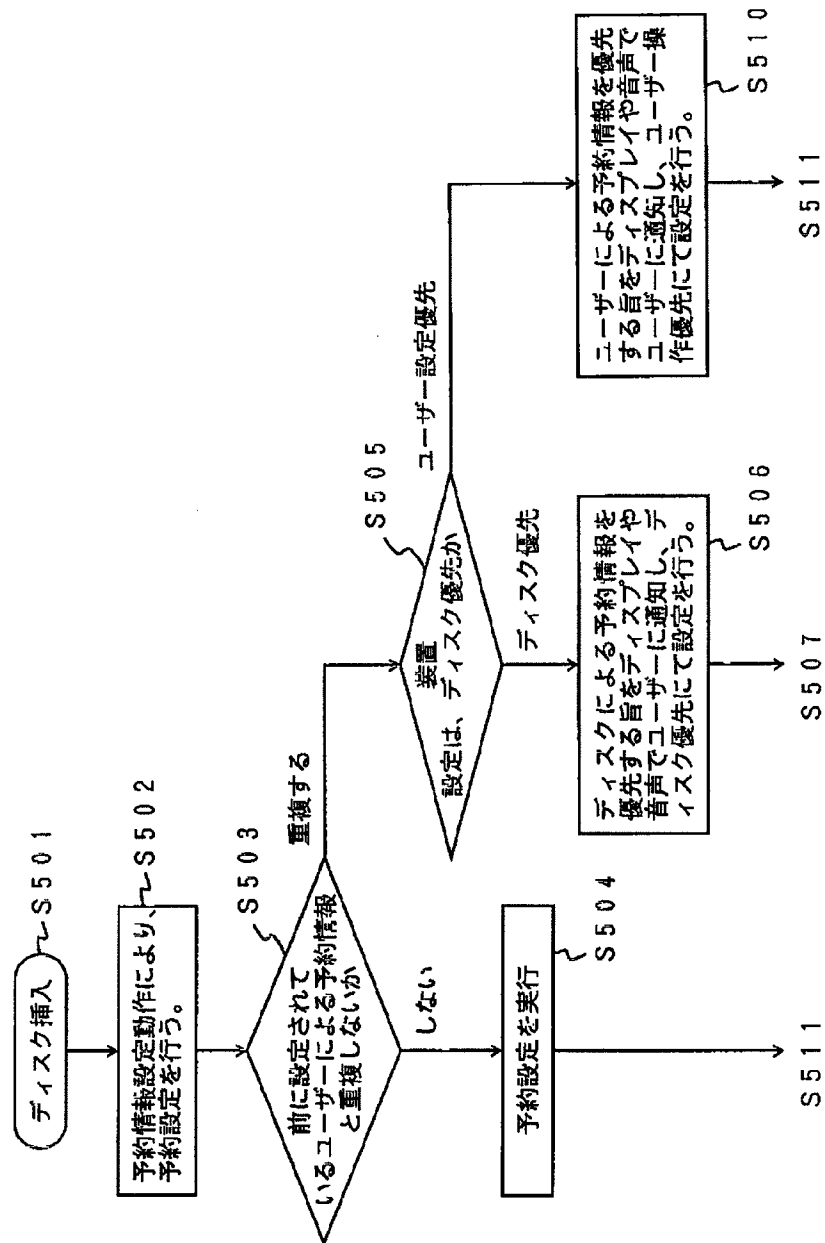 ディスク挿入
S501
予約情報設定動作により、
予約設定を行う。
S502
前に設定されて
いるユーザーによる予約情報
と重複しないか
S503
重複する
しない
予約設定を実行
S504
S511
装置
設定は、ディスク優先か
S505
ユーザー設定優先
ディスク優先
ディスクによる予約情報を
優先する旨をディスプレイや
音声でユーザーに通知し、デ
ィスク優先にて設定を行う。
S506
S507
ユーザーによる予約情報を優先
する旨をディスプレイや音声で
ユーザーに通知し、ユーザー操
作優先にて設定を行う。
S510
S511